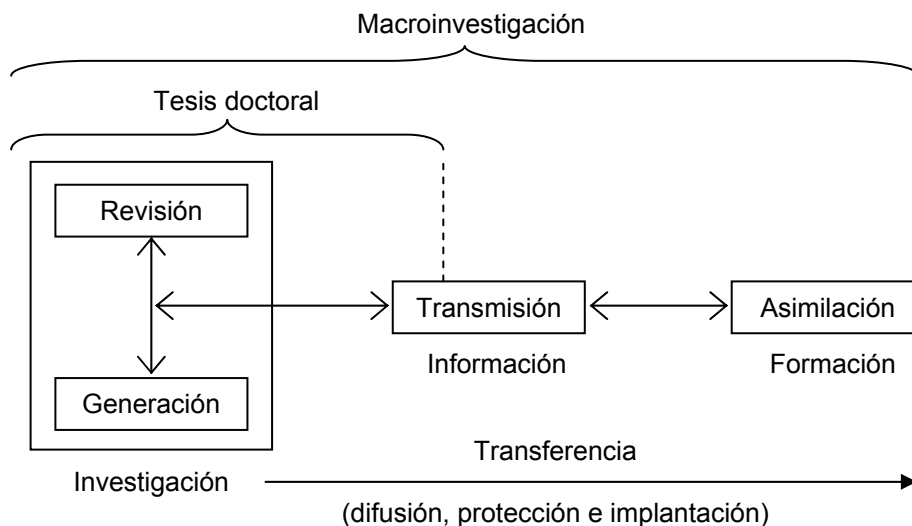 Macroinvestigación
Tesis doctoral
Revisión
Transmisión
Asimilación
Información
Formación
Generación
Transferencia
Investigación
(difusión, protección e implantación)